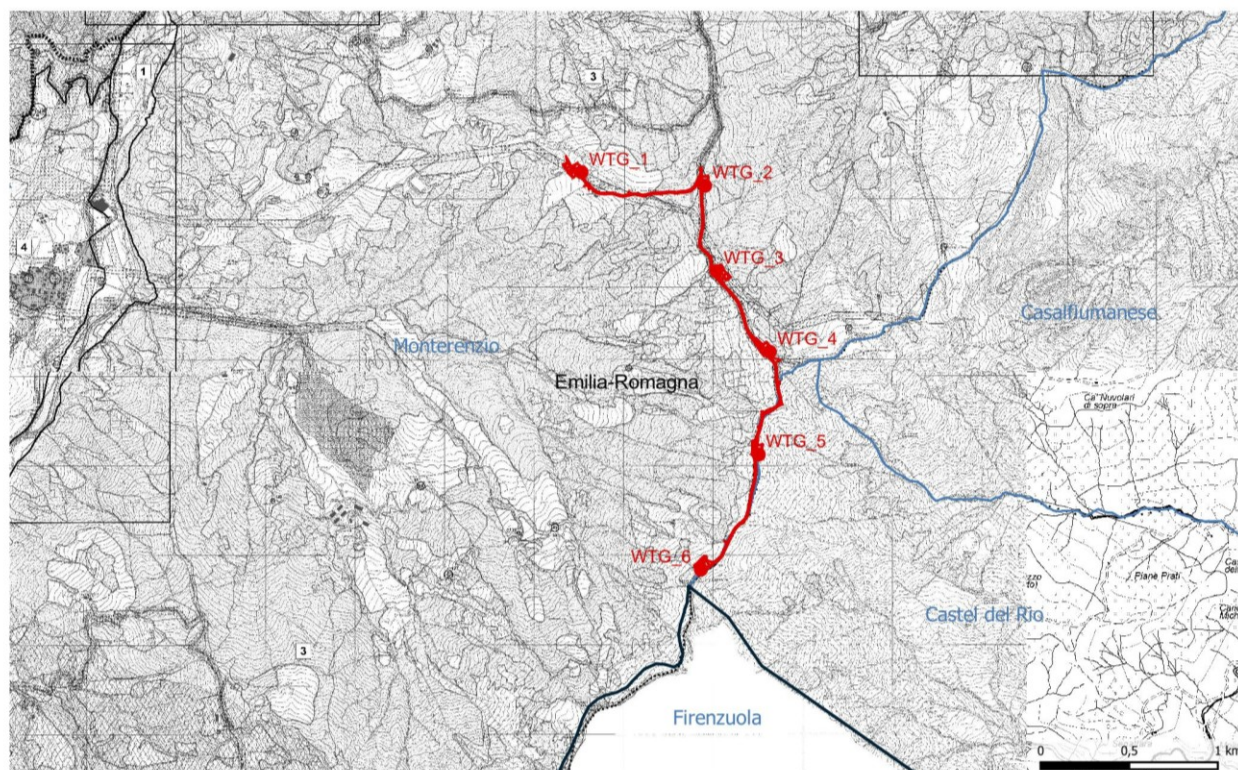 1
3
WTG_1
WTG_2
4
WTG_3
Casalfiumanese
Monterenzio
WTG_4
Emilia-Romagna
Ca' Nuvolari
di sopra
WTG_5
WTG_6
Piane Prati
Castel del Rio
3
Firenzuola
0 0,5 1 km